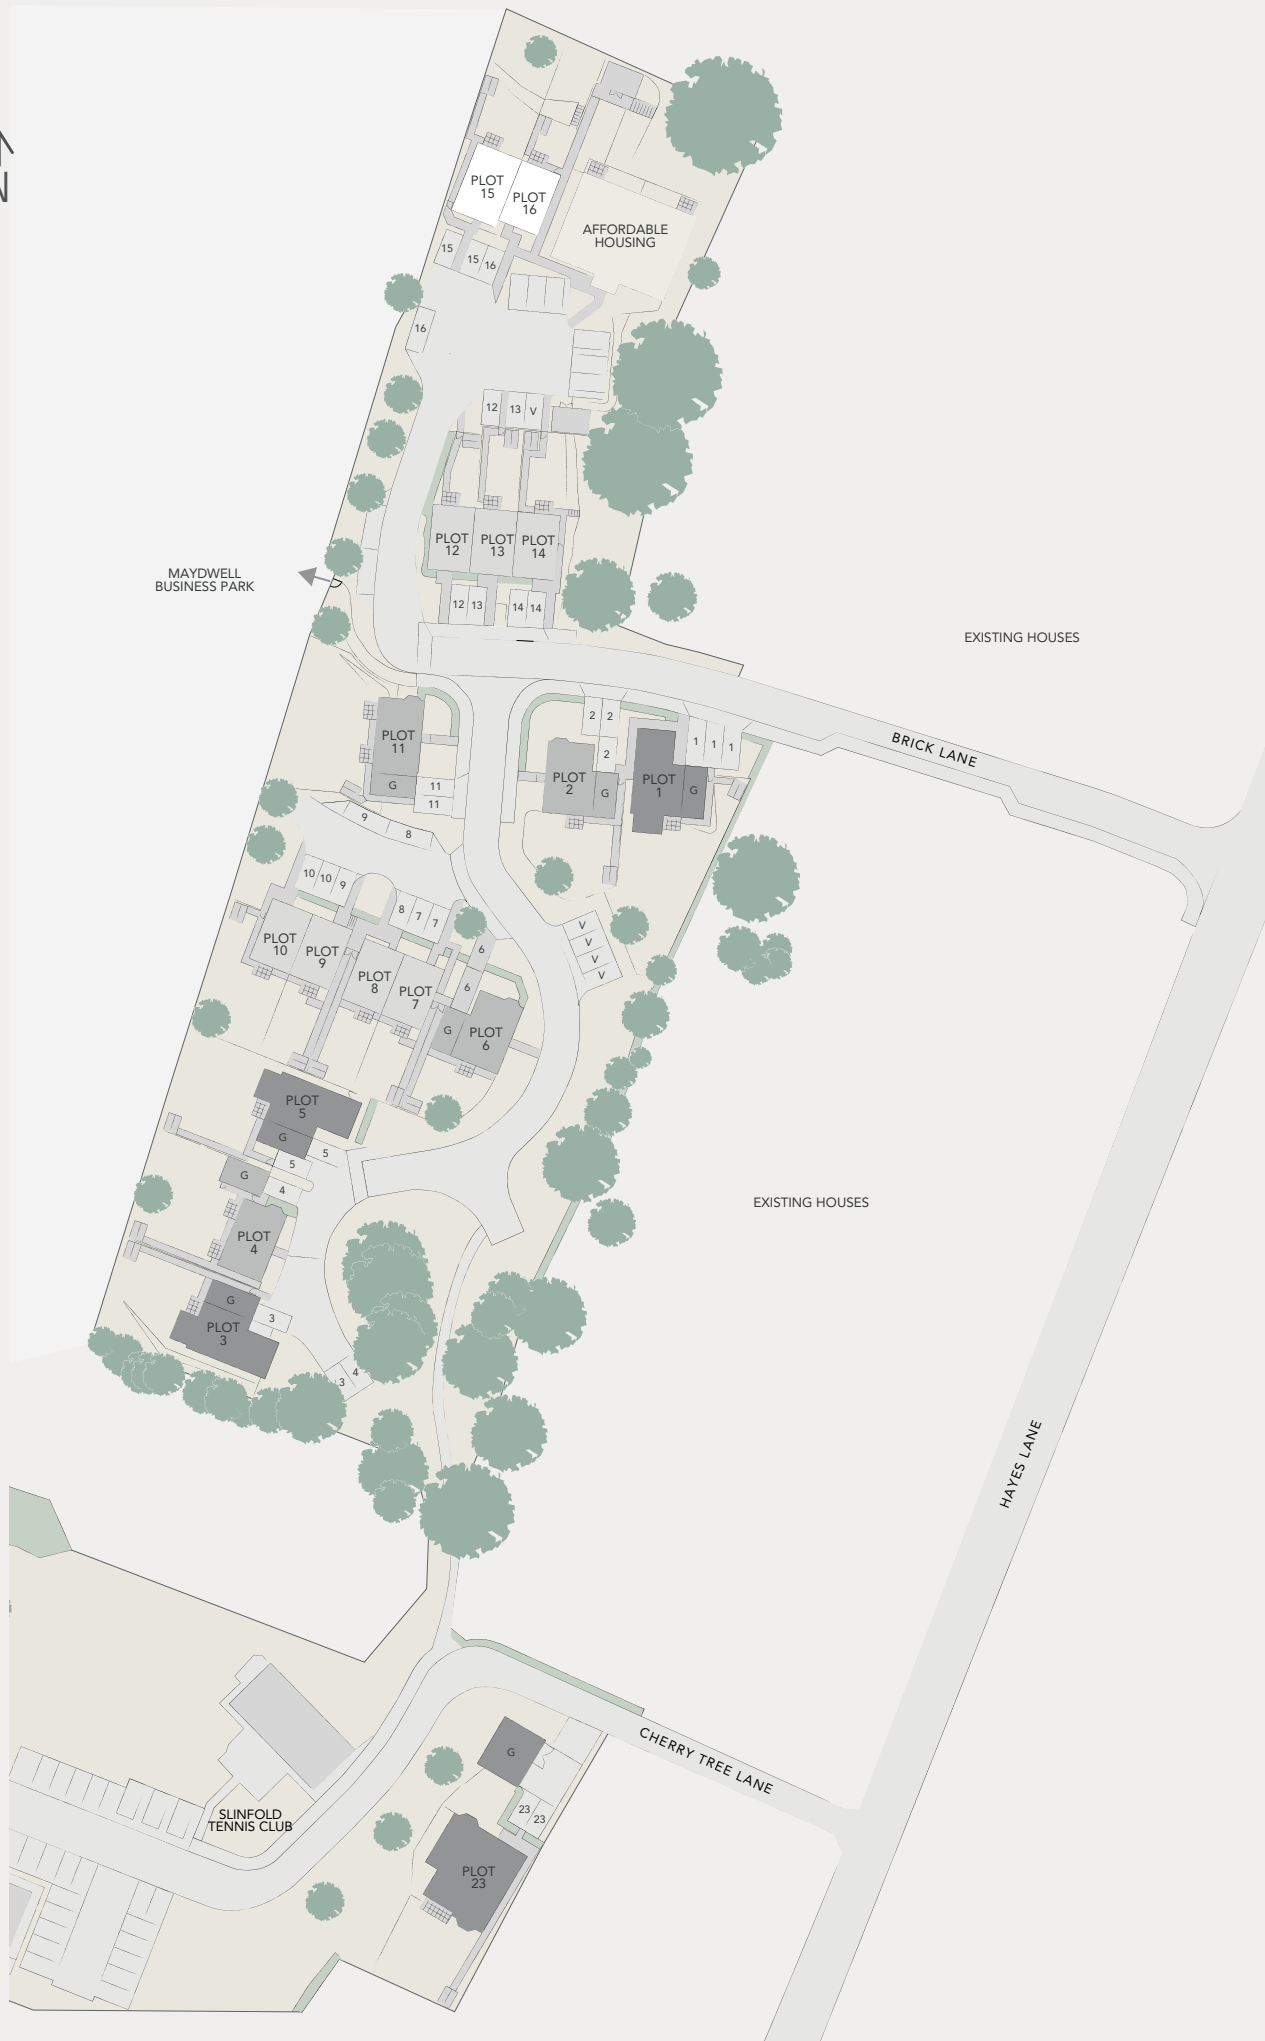 N
PLOT
15
PLOT
16
AFFORDABLE
HOUSING
15
15
16
16
12
13
V
PLOT
12
PLOT
13
PLOT
14
MAYDWELL
BUSINESS PARK
12
13
14
14
EXISTING HOUSES
2
2
2
1
1
1
BRICK LANE
PLOT
11
G
11
11
PLOT
2
G
PLOT
1
G
9
8
10
10
9
8
7
7
6
6
V
V
V
V
PLOT
10
PLOT
9
PLOT
8
PLOT
7
G
PLOT
6
PLOT
5
G
5
5
G
4
EXISTING HOUSES
PLOT
4
G
3
PLOT
3
3
4
HAYES LANE
CHERRY TREE LANE
G
SLINFOLD
TENNIS CLUB
23
23
PLOT
23